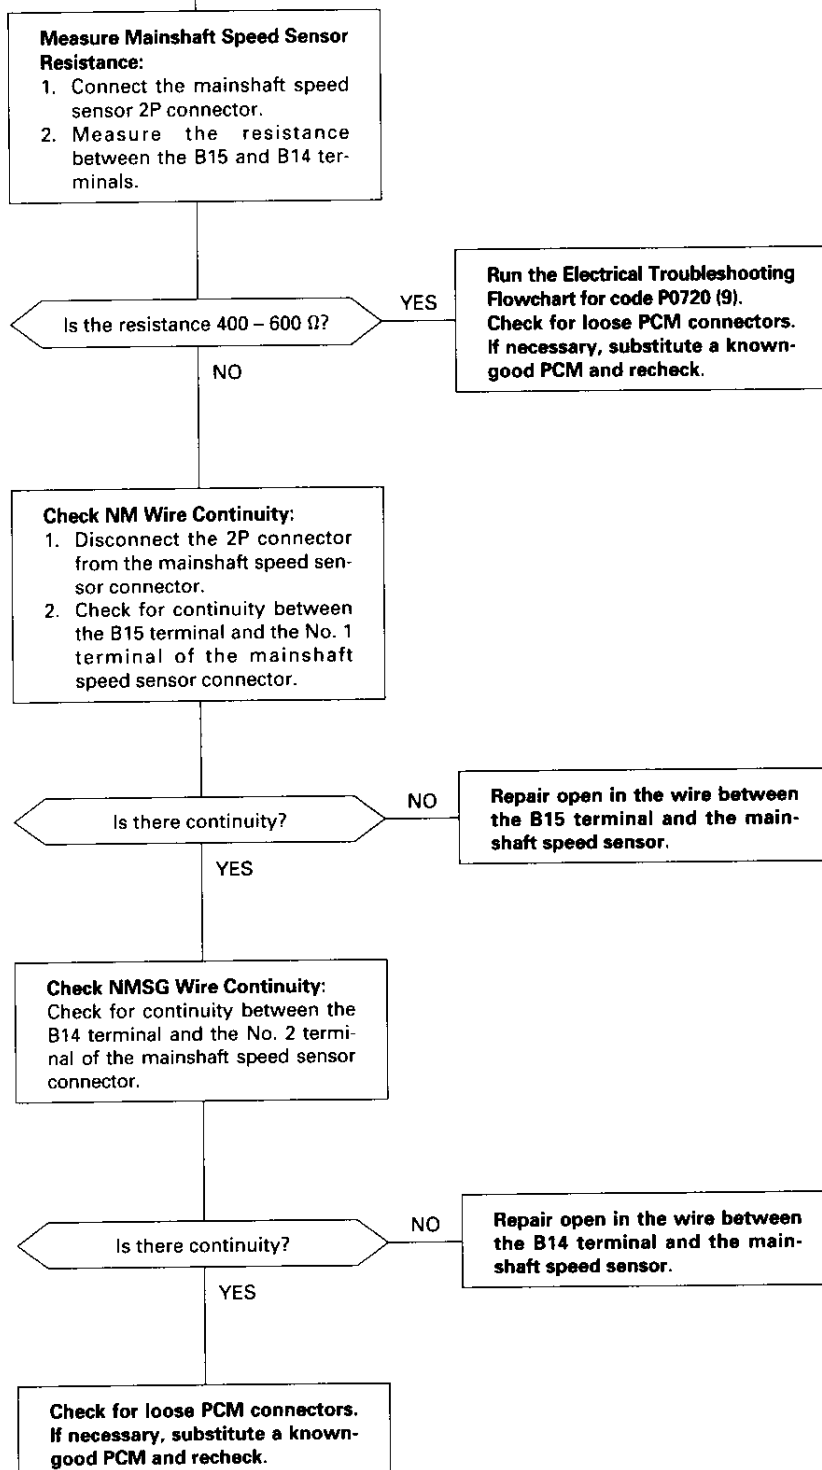 Measure Mainshaft Speed Sensor
Resistance:
1. Connect the mainshaft speed
sensor 2P connector.
2. Measure the resistance
between the B15 and B14 ter-
minals.
Is the resistance 400 – 600 Ω?
YES
Run the Electrical Troubleshooting
Flowchart for code P0720 (9).
Check for loose PCM connectors.
If necessary, substitute a known-
good PCM and recheck.
NO
Check NM Wire Continuity:
1. Disconnect the 2P connector
from the mainshaft speed sen-
sor connector.
2. Check for continuity between
the B15 terminal and the No. 1
terminal of the mainshaft
speed sensor connector.
Is there continuity?
NO
Repair open in the wire between
the B15 terminal and the main-
shaft speed sensor.
YES
Check NMSG Wire Continuity:
Check for continuity between the
B14 terminal and the No. 2 termi-
nal of the mainshaft speed sensor
connector.
Is there continuity?
NO
Repair open in the wire between
the B14 terminal and the main-
shaft speed sensor.
YES
Check for loose PCM connectors.
If necessary, substitute a known-
good PCM and recheck.